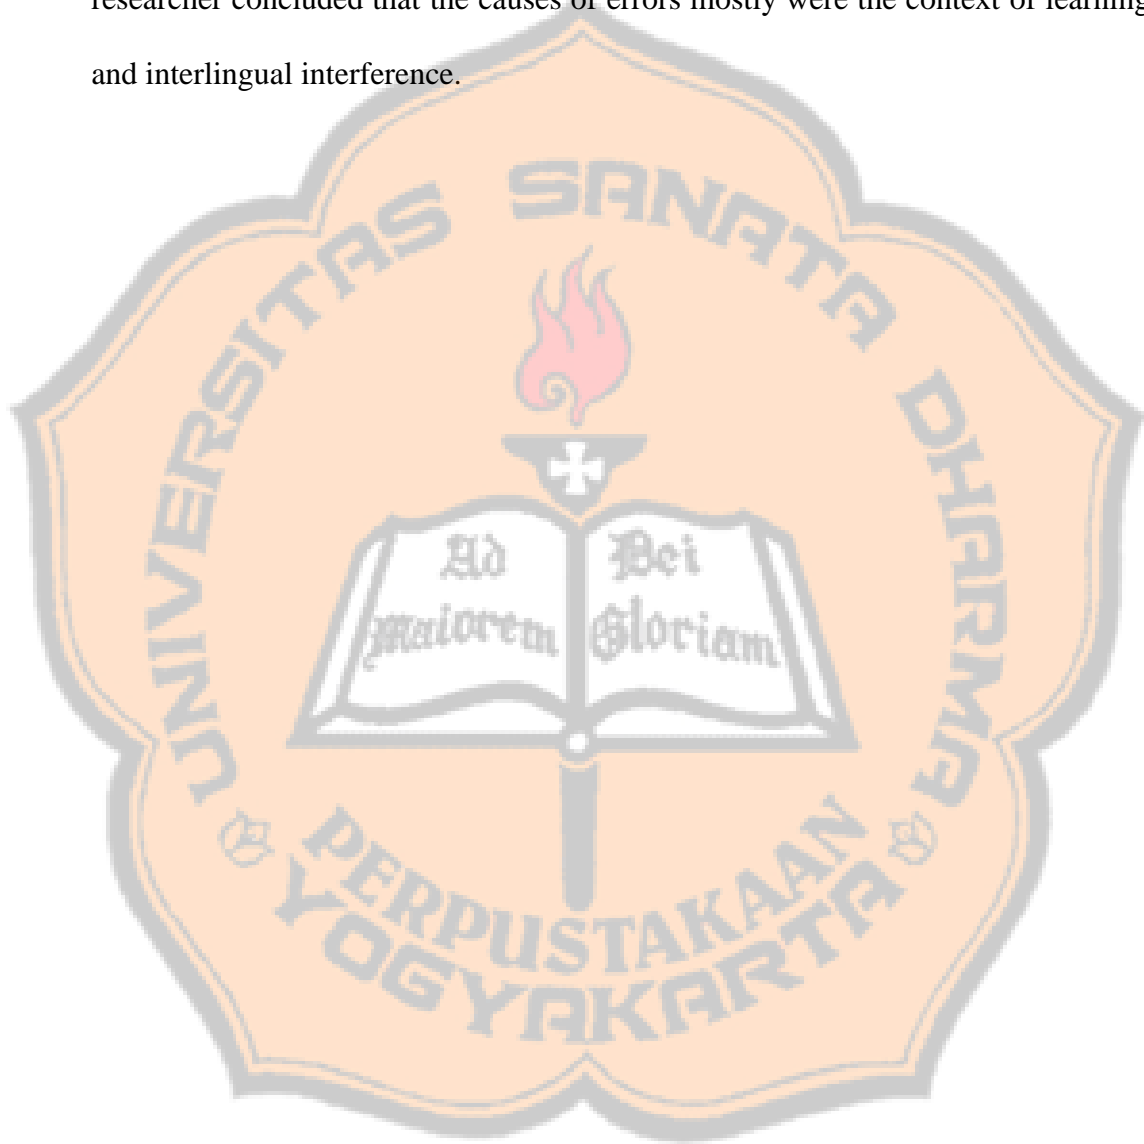 researcher concluded that the causes of errors mostly were the context of learning
and interlingual interference.
UNIVERSITAS SANATA DHARMA
Ad Dei
Maiorem Gloriam
PERPUSTAKAAN
YOGYAKARTA